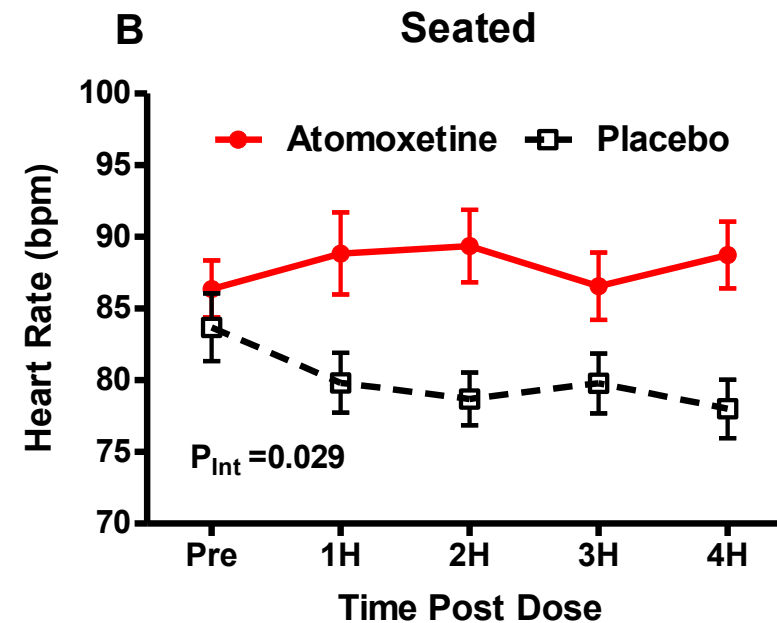 B Seated
100
Atomoxetine Placebo
95
90
85
80
75
70
Heart Rate (bpm)
P_Int =0.029
Pre 1H 2H 3H 4H
Time Post Dose